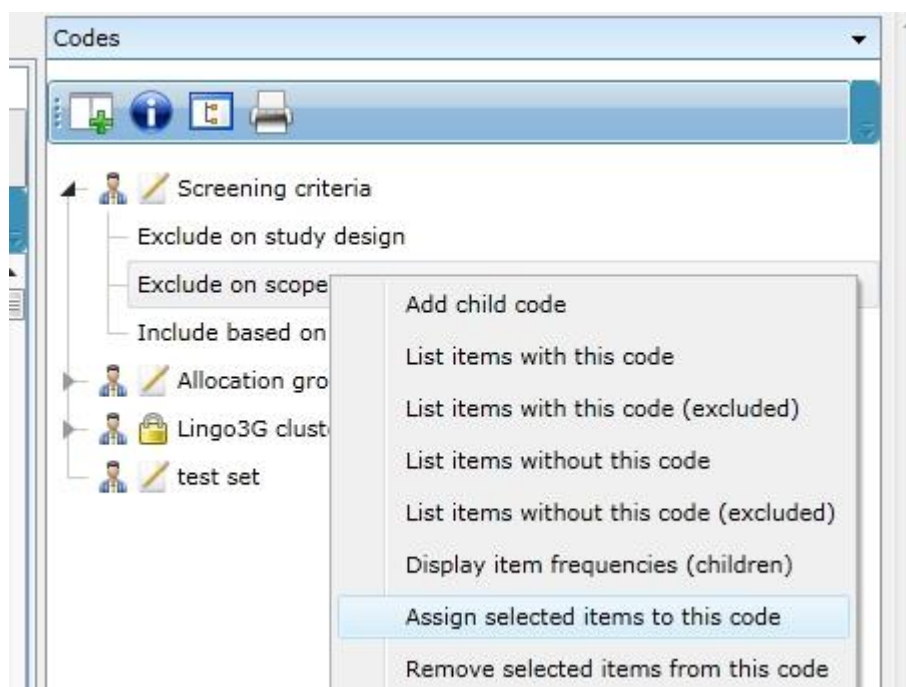 Codes
Screening criteria
Exclude on study design
Exclude on scope
Include based on
Allocation gro
Lingo3G clust
test set
Add child code
List items with this code
List items with this code (excluded)
List items without this code
List items without this code (excluded)
Display item frequencies (children)
Assign selected items to this code
Remove selected items from this code